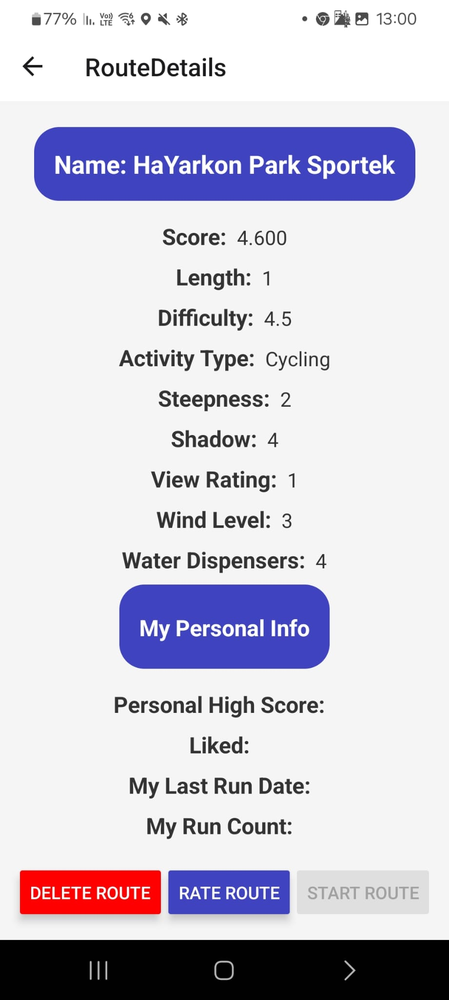 77% Vo)) LTE 6 13:00
RouteDetails
Name: HaYarkon Park Sportek
Score: 4.600
Length: 1
Difficulty: 4.5
Activity Type: Cycling
Steepness: 2
Shadow: 4
View Rating: 1
Wind Level: 3
Water Dispensers: 4
My Personal Info
Personal High Score:
Liked:
My Last Run Date:
My Run Count:
DELETE ROUTE RATE ROUTE START ROUTE